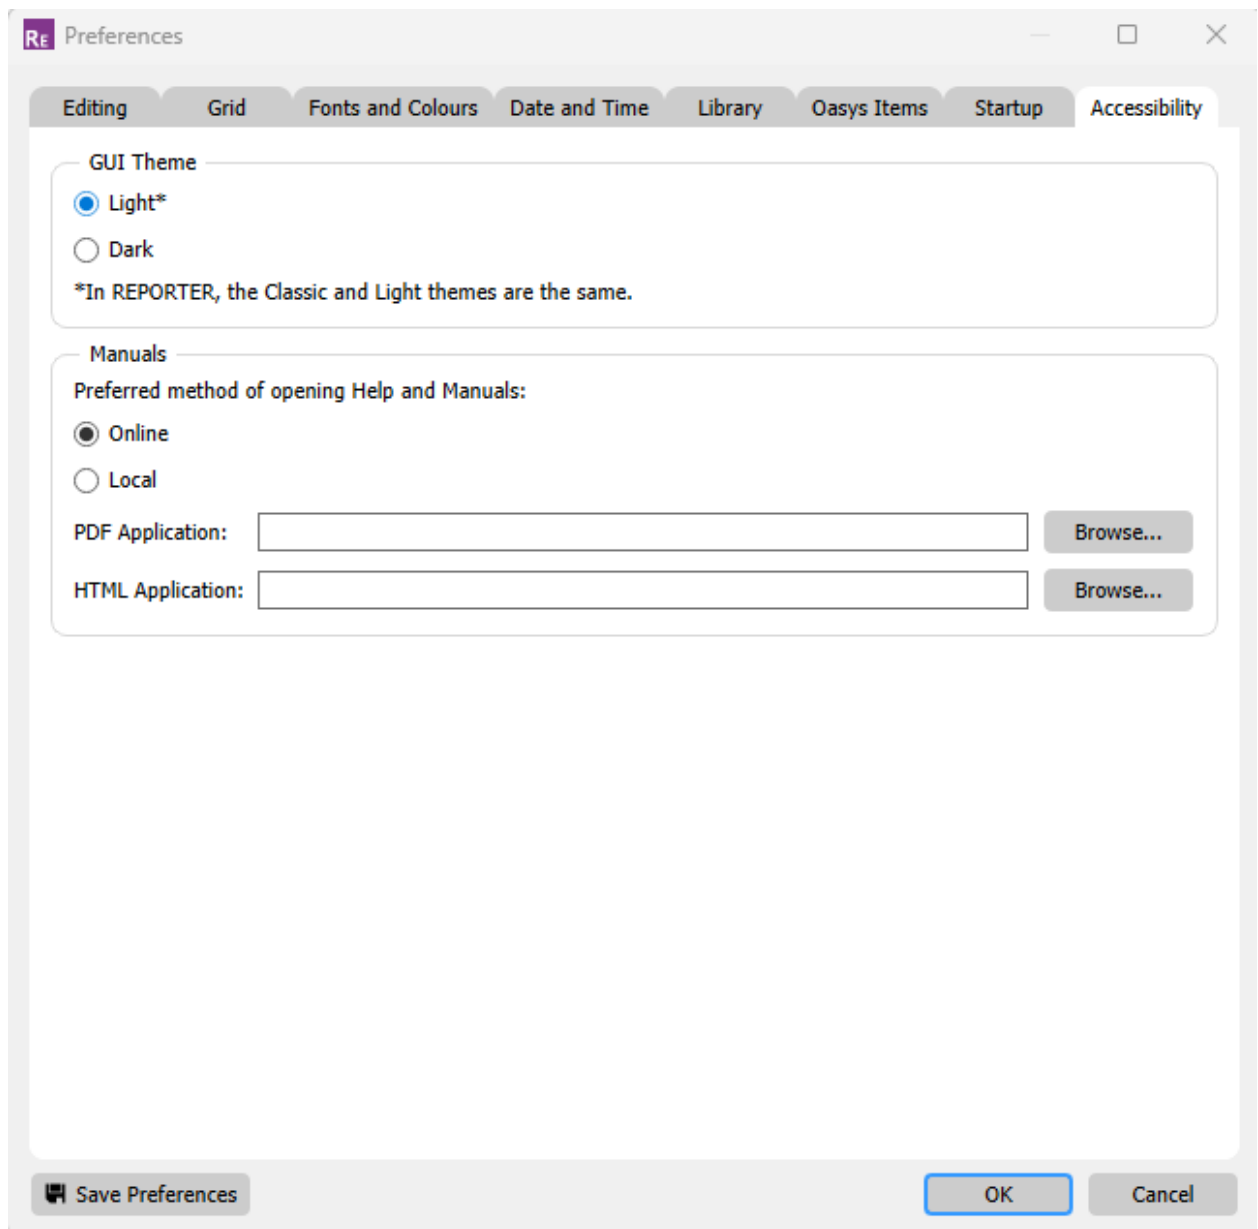 RE Preferences
Editing Grid Fonts and Colours Date and Time Library Oasys Items Startup Accessibility
GUI Theme
Light*
Dark
*In REPORTER, the Classic and Light themes are the same.
Manuals
Preferred method of opening Help and Manuals:
Online
Local
PDF Application: Browse...
HTML Application: Browse...
Save Preferences OK Cancel